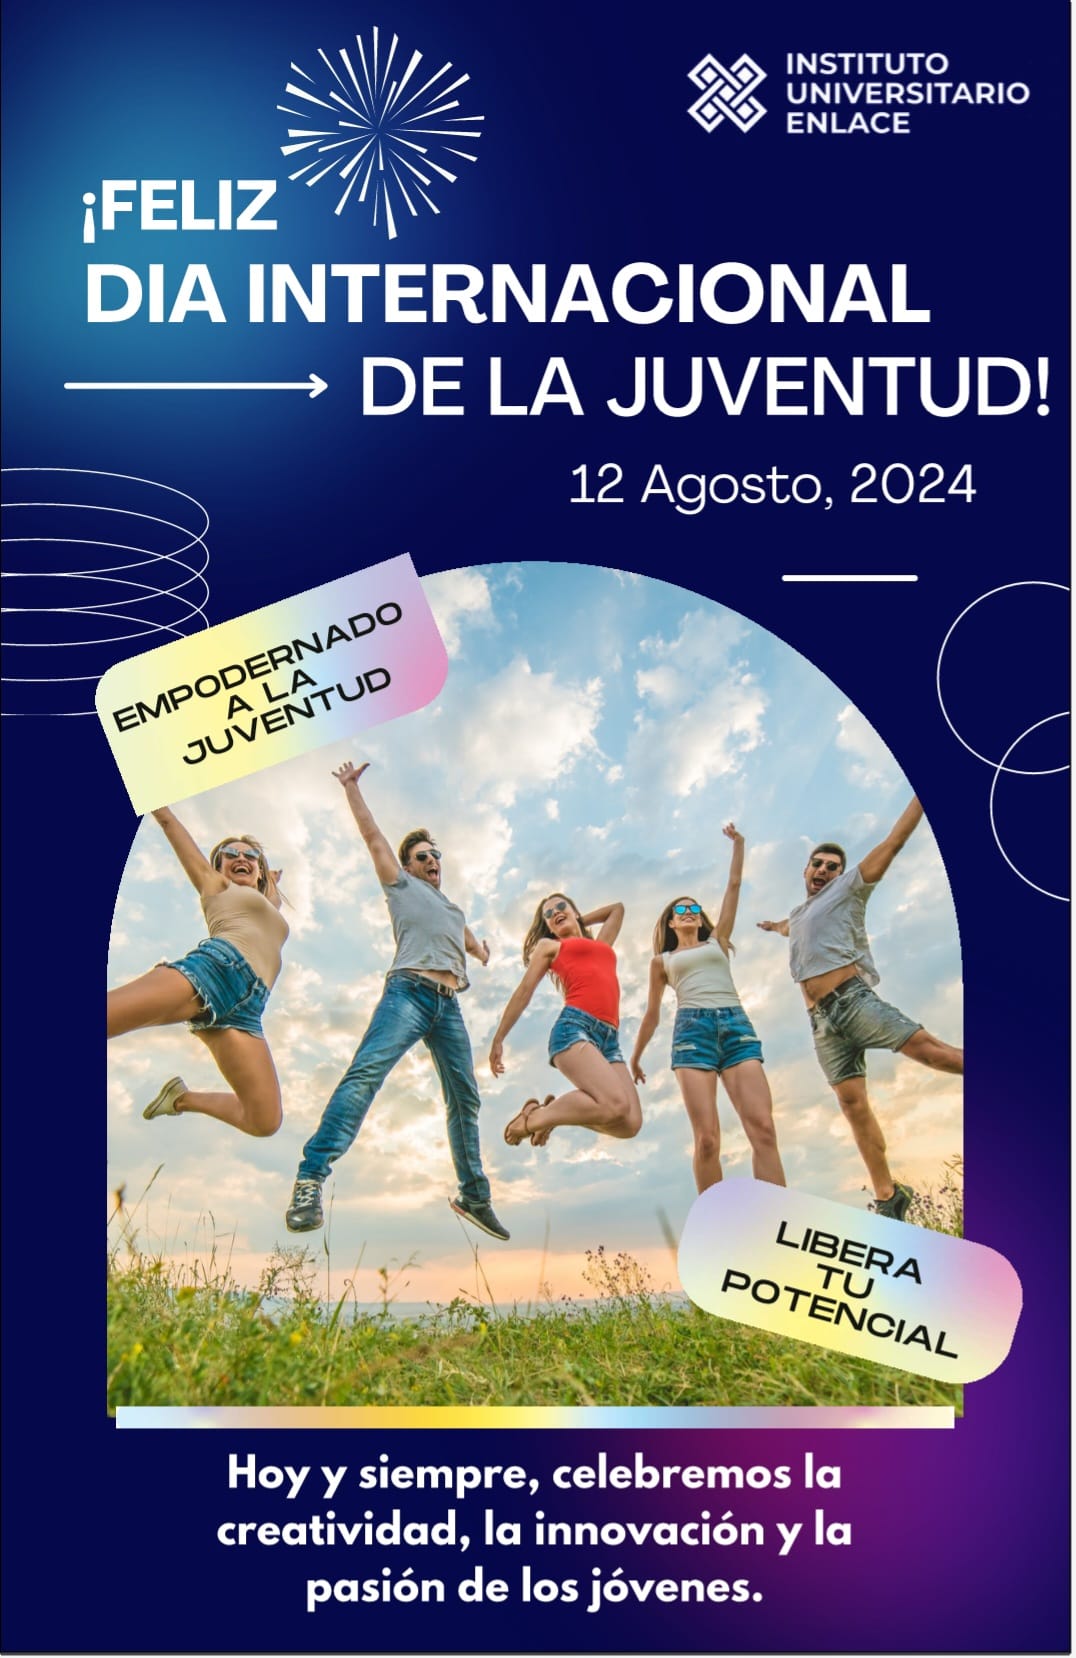 INSTITUTO
UNIVERSITARIO
ENLACE
¡FELIZ
DIA INTERNACIONAL
DE LA JUVENTUD!
12 Agosto, 2024
EMPODERNADO
A LA
JUVENTUD
LIBERA
TU
POTENCIAL
Hoy y siempre, celebremos la
creatividad, la innovación y la
pasión de los jóvenes.